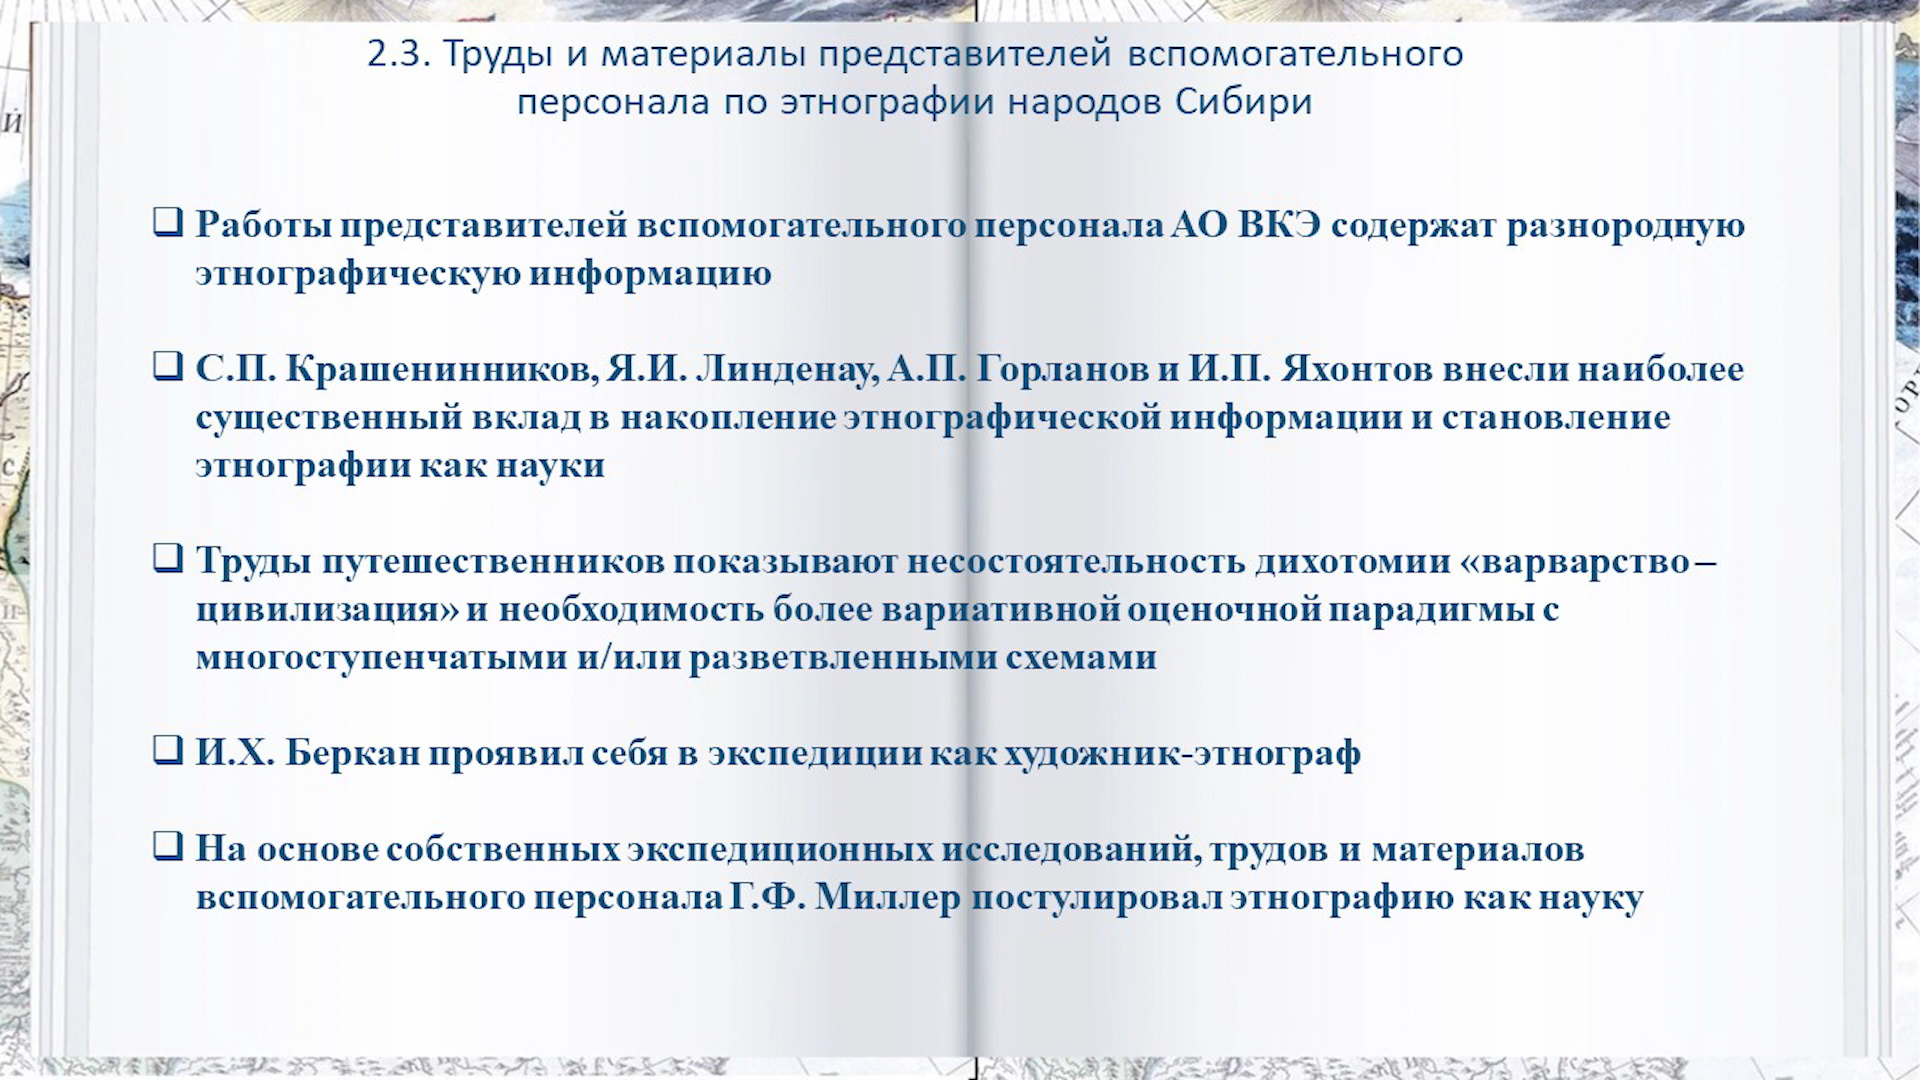 2.3. Труды и материалы представителей вспомогательного
персонала по этнографии народов Сибири
Работы представителей вспомогательного персонала АО ВКЭ содержат разнородную
этнографическую информацию
С.П. Крашенинников, Я.И. Линденау, А.П. Горланов и И.П. Яхонтов внесли наиболее
существенный вклад в накопление этнографической информации и становление
этнографии как науки
Труды путешественников показывают несостоятельность дихотомии «варварство –
цивилизация» и необходимость более вариативной оценочной парадигмы с
многоступенчатыми и/или разветвленными схемами
И.Х. Беркан проявил себя в экспедиции как художник-этнограф
На основе собственных экспедиционных исследований, трудов и материалов
вспомогательного персонала Г.Ф. Миллер постулировал этнографию как науку